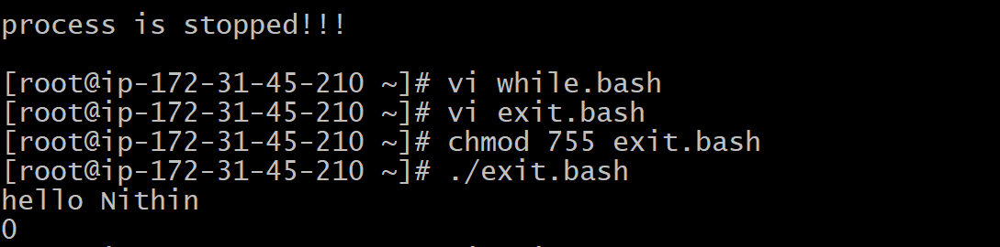 process is stopped!!!
[root@ip-172-31-45-210 ~]# vi while.bash
[root@ip-172-31-45-210 ~]# vi exit.bash
[root@ip-172-31-45-210 ~]# chmod 755 exit.bash
[root@ip-172-31-45-210 ~]# ./exit.bash
hello Nithin
0